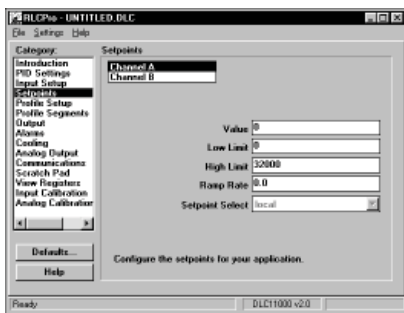 RLCPro - UNTITLED.DLC
File Settings Help
Category:
Introduction
PID Settings
Input Setup
Setpoints
Profile Setup
Profile Segments
Output
Alarms
Cooling
Analog Output
Communications
Scratch Pad
View Registers
Input Calibration
Analog Calibration
Defaults...
Help
Setpoints
Channel A
Channel B
Value 0
Low Limit 0
High Limit 32000
Ramp Rate 0.0
Setpoint Select local
Configure the setpoints for your application.
Ready
DLC11000 v2.0